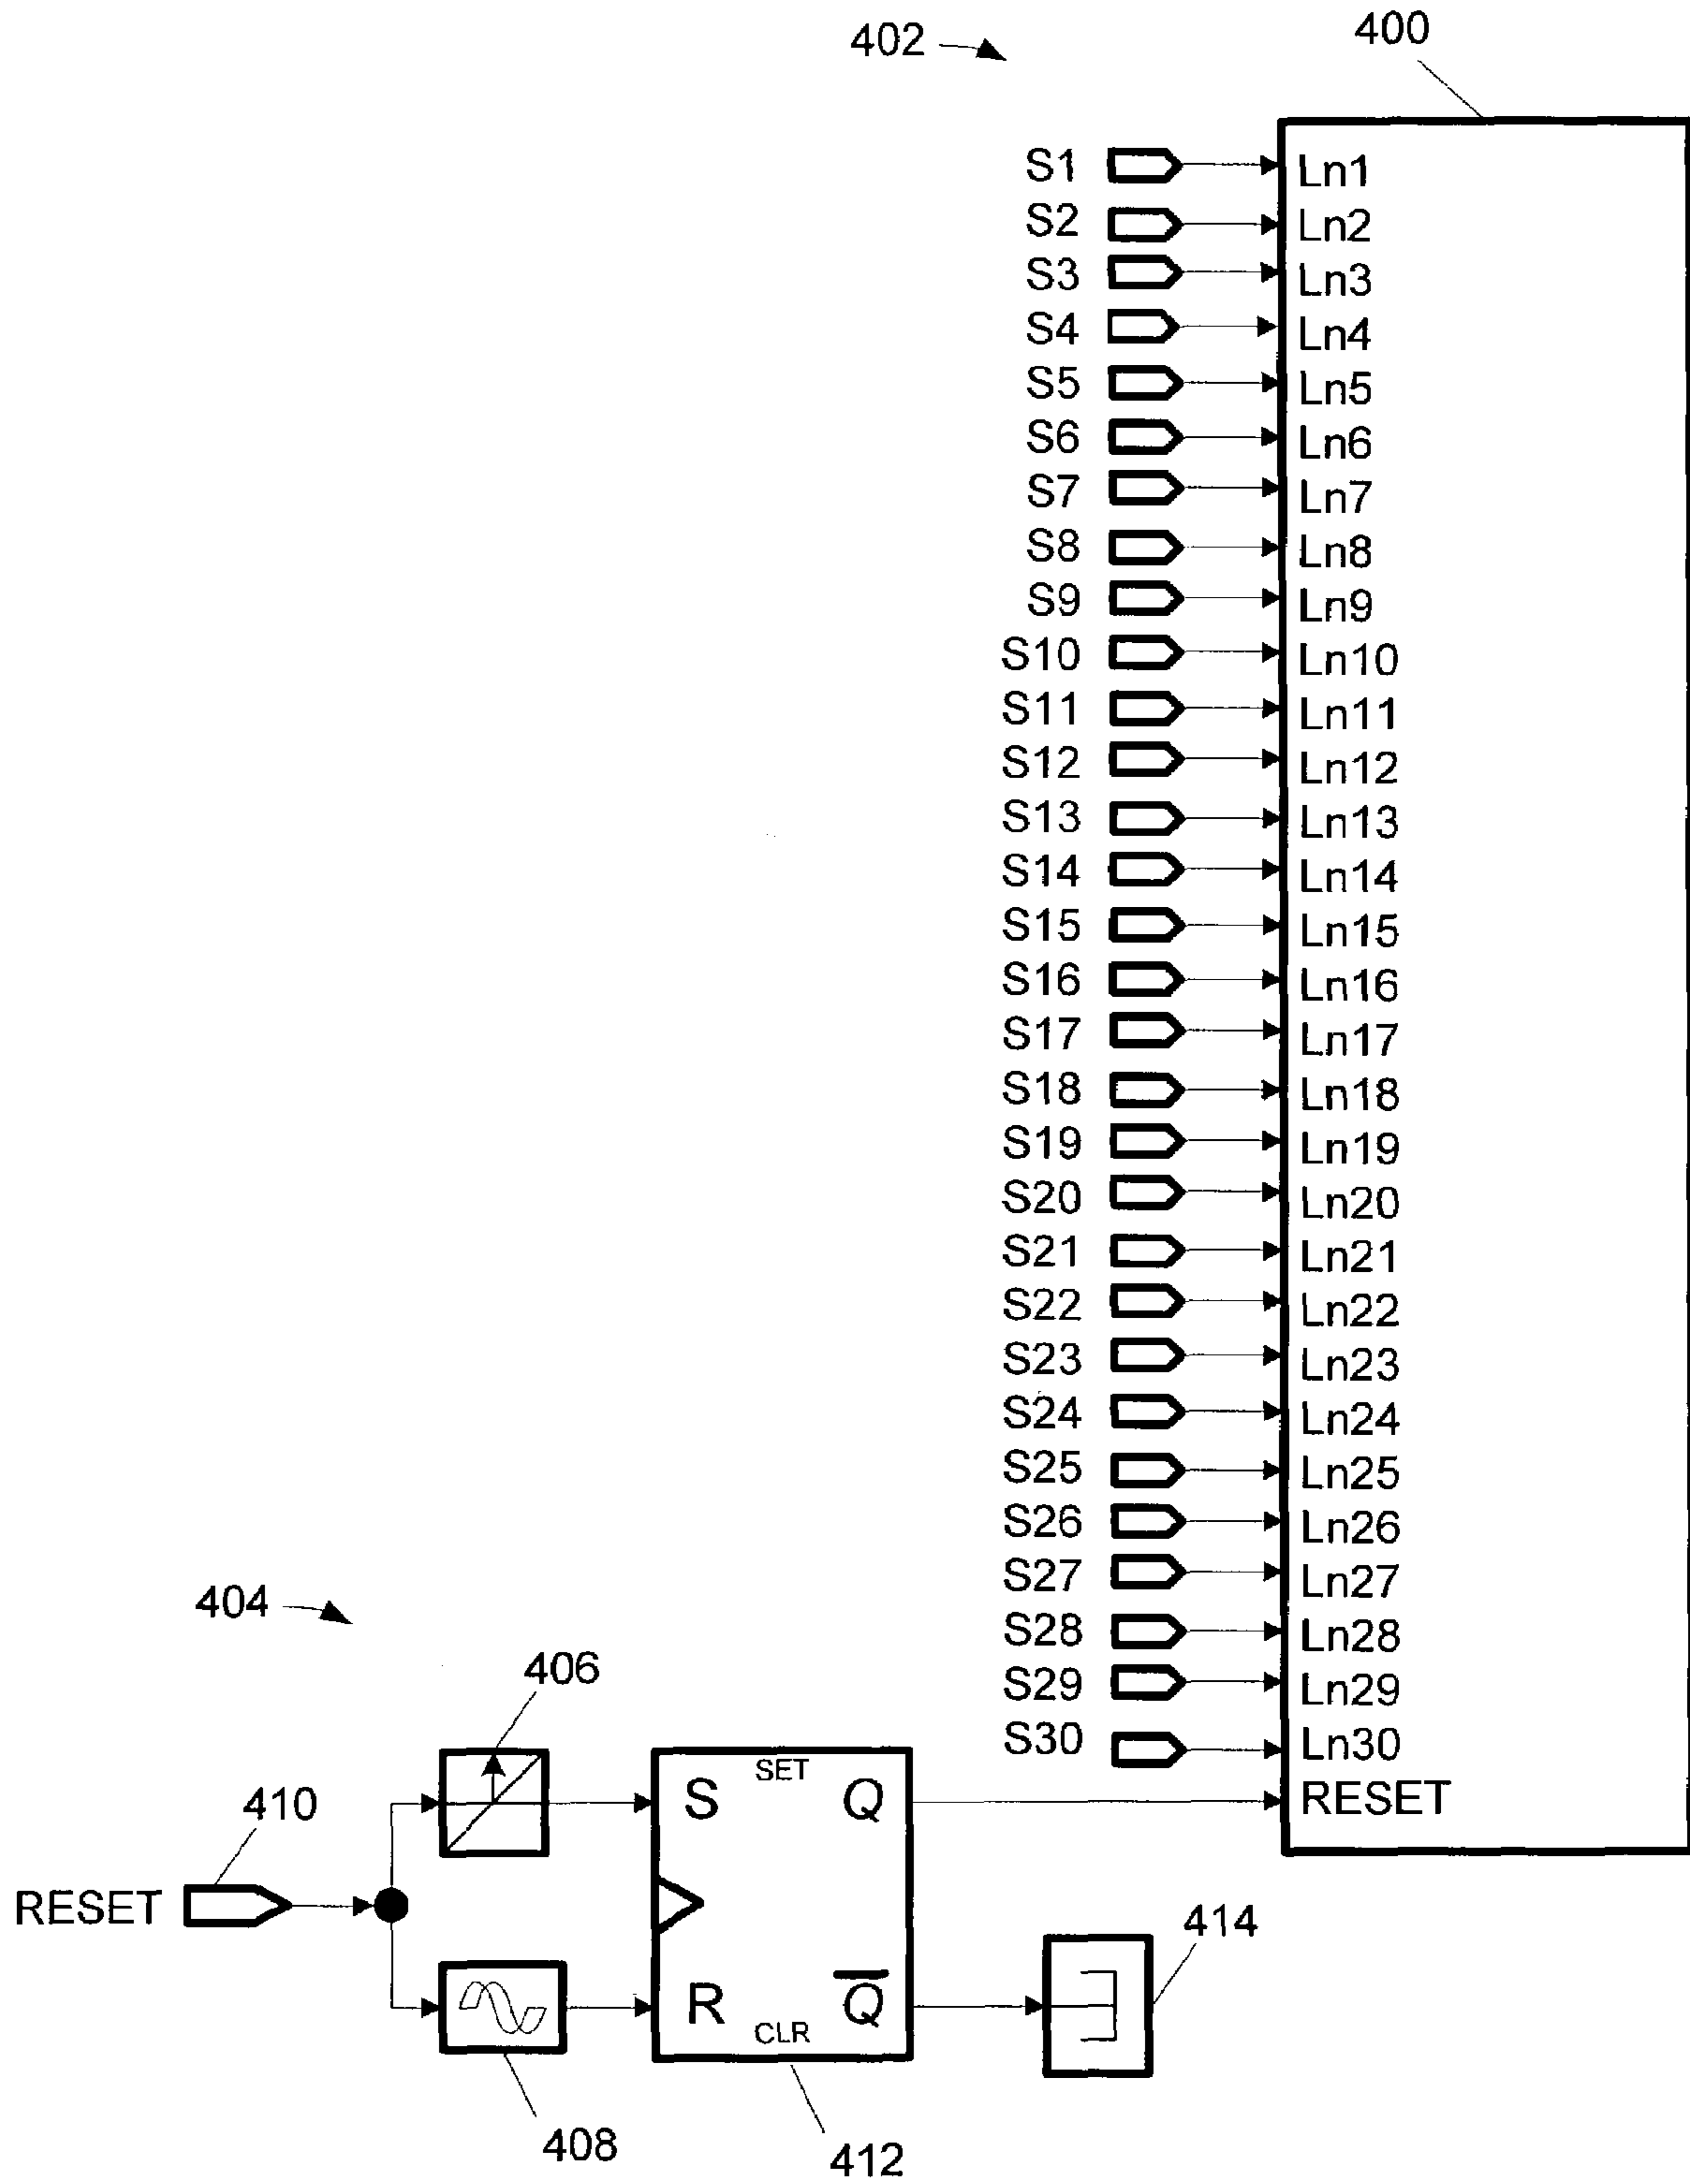 402
400
S1 Ln1
S2 Ln2
S3 Ln3
S4 Ln4
S5 Ln5
S6 Ln6
S7 Ln7
S8 Ln8
S9 Ln9
S10 Ln10
S11 Ln11
S12 Ln12
S13 Ln13
S14 Ln14
S15 Ln15
S16 Ln16
S17 Ln17
S18 Ln18
S19 Ln19
S20 Ln20
S21 Ln21
S22 Ln22
S23 Ln23
S24 Ln24
S25 Ln25
S26 Ln26
S27 Ln27
S28 Ln28
S29 Ln29
S30 Ln30
RESET
404
406
410
RESET
S SET Q
R CLR Q̅
414
408
412